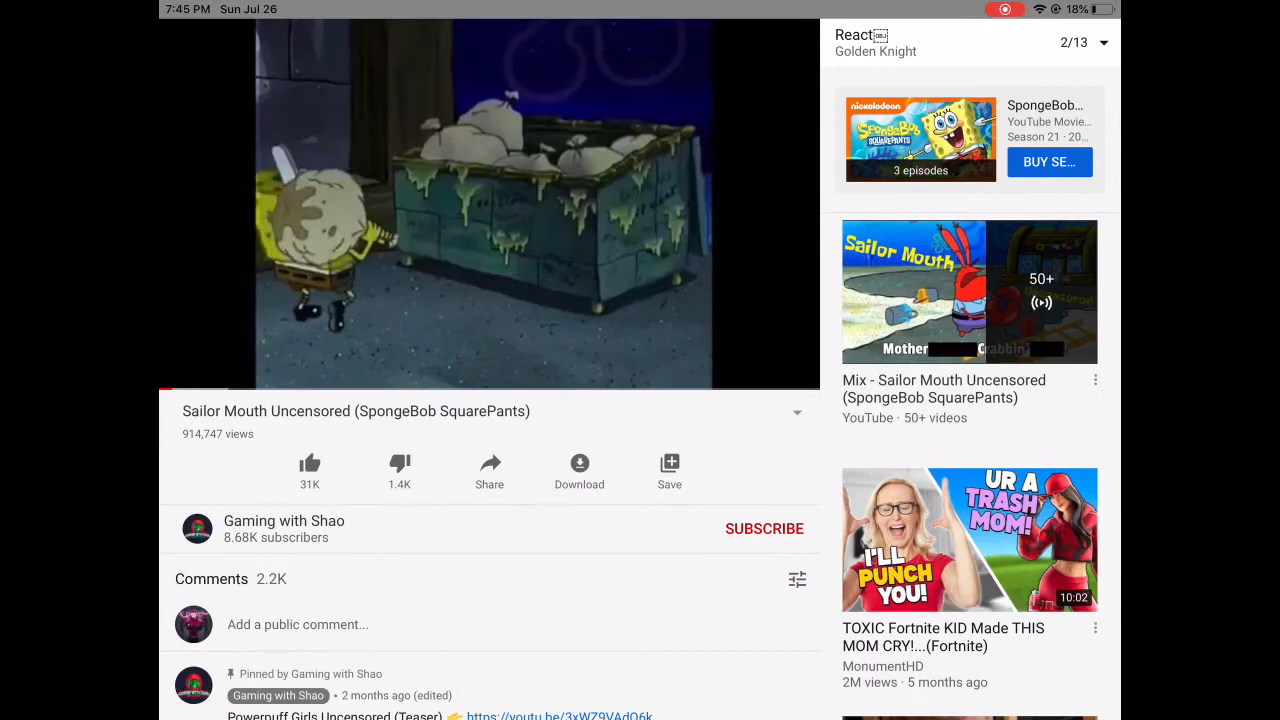 7:45 PM Sun Jul 26
18%
React
Golden Knight
2/13
nickelodeon
SpongeBob
SQUAREPANTS
3 episodes
SpongeBob...
YouTube Movie...
Season 21 · 20...
BUY SE...
Sailor Mouth
50+
Mother
Crabbin
Mix - Sailor Mouth Uncensored
(SpongeBob SquarePants)
YouTube · 50+ videos
Sailor Mouth Uncensored (SpongeBob SquarePants)
914,747 views
31K
1.4K
Share
Download
Save
Gaming with Shao
8.68K subscribers
SUBSCRIBE
Comments 2.2K
Add a public comment...
Pinned by Gaming with Shao
Gaming with Shao • 2 months ago (edited)
Powerpuff Girls Uncensored (Teaser) 👉 https://youtu.be/3xWZ9VAdO6k
UR A
TRASH
MOM!
I'LL
PUNCH
YOU!
10:02
TOXIC Fortnite KID Made THIS
MOM CRY!...(Fortnite)
MonumentHD
2M views · 5 months ago